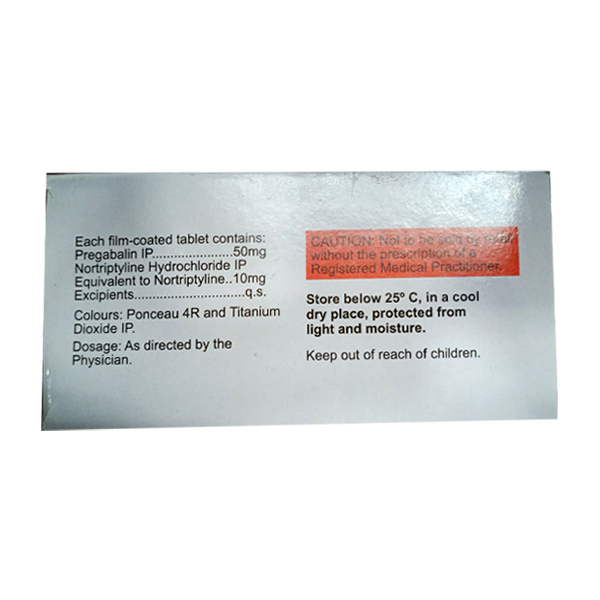 Each film-coated tablet contains:
Pregabalin IP.......................50mg
Nortriptyline Hydrochloride IP
Equivalent to Nortriptyline..10mg
Excipients................................q.s.
Colours: Ponceau 4R and Titanium
Dioxide IP.
Dosage: As directed by the
Physician.
CAUTION: Not to be sold by retail
without the prescription of a
Registered Medical Practitioner.
Store below 25º C, in a cool
dry place, protected from
light and moisture.
Keep out of reach of children.